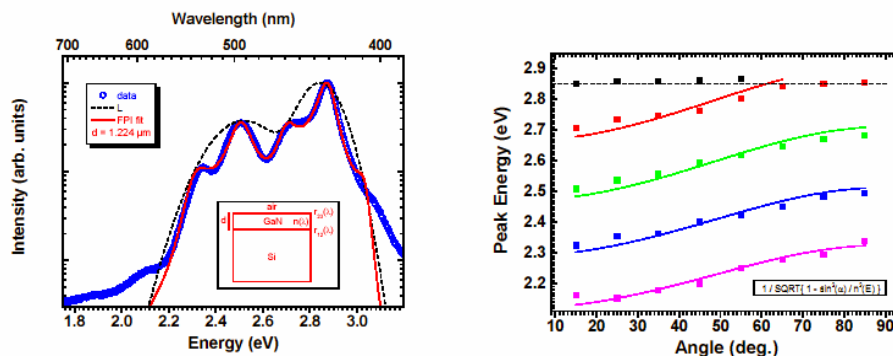 Wavelength (nm)
700 600 500 400
Intensity (arb. units)
data
L
FPI fit
d = 1.224 µm
air
d
GaN n(λ)
r23(λ)
r12(λ)
Si
1.8 2.0 2.2 2.4 2.6 2.8 3.0
Energy (eV)
Peak Energy (eV)
2.9
2.8
2.7
2.6
2.5
2.4
2.3
2.2
1 / SQRT{ 1 - sin²(α) / n²(E) }
10 20 30 40 50 60 70 80 90
Angle (deg.)